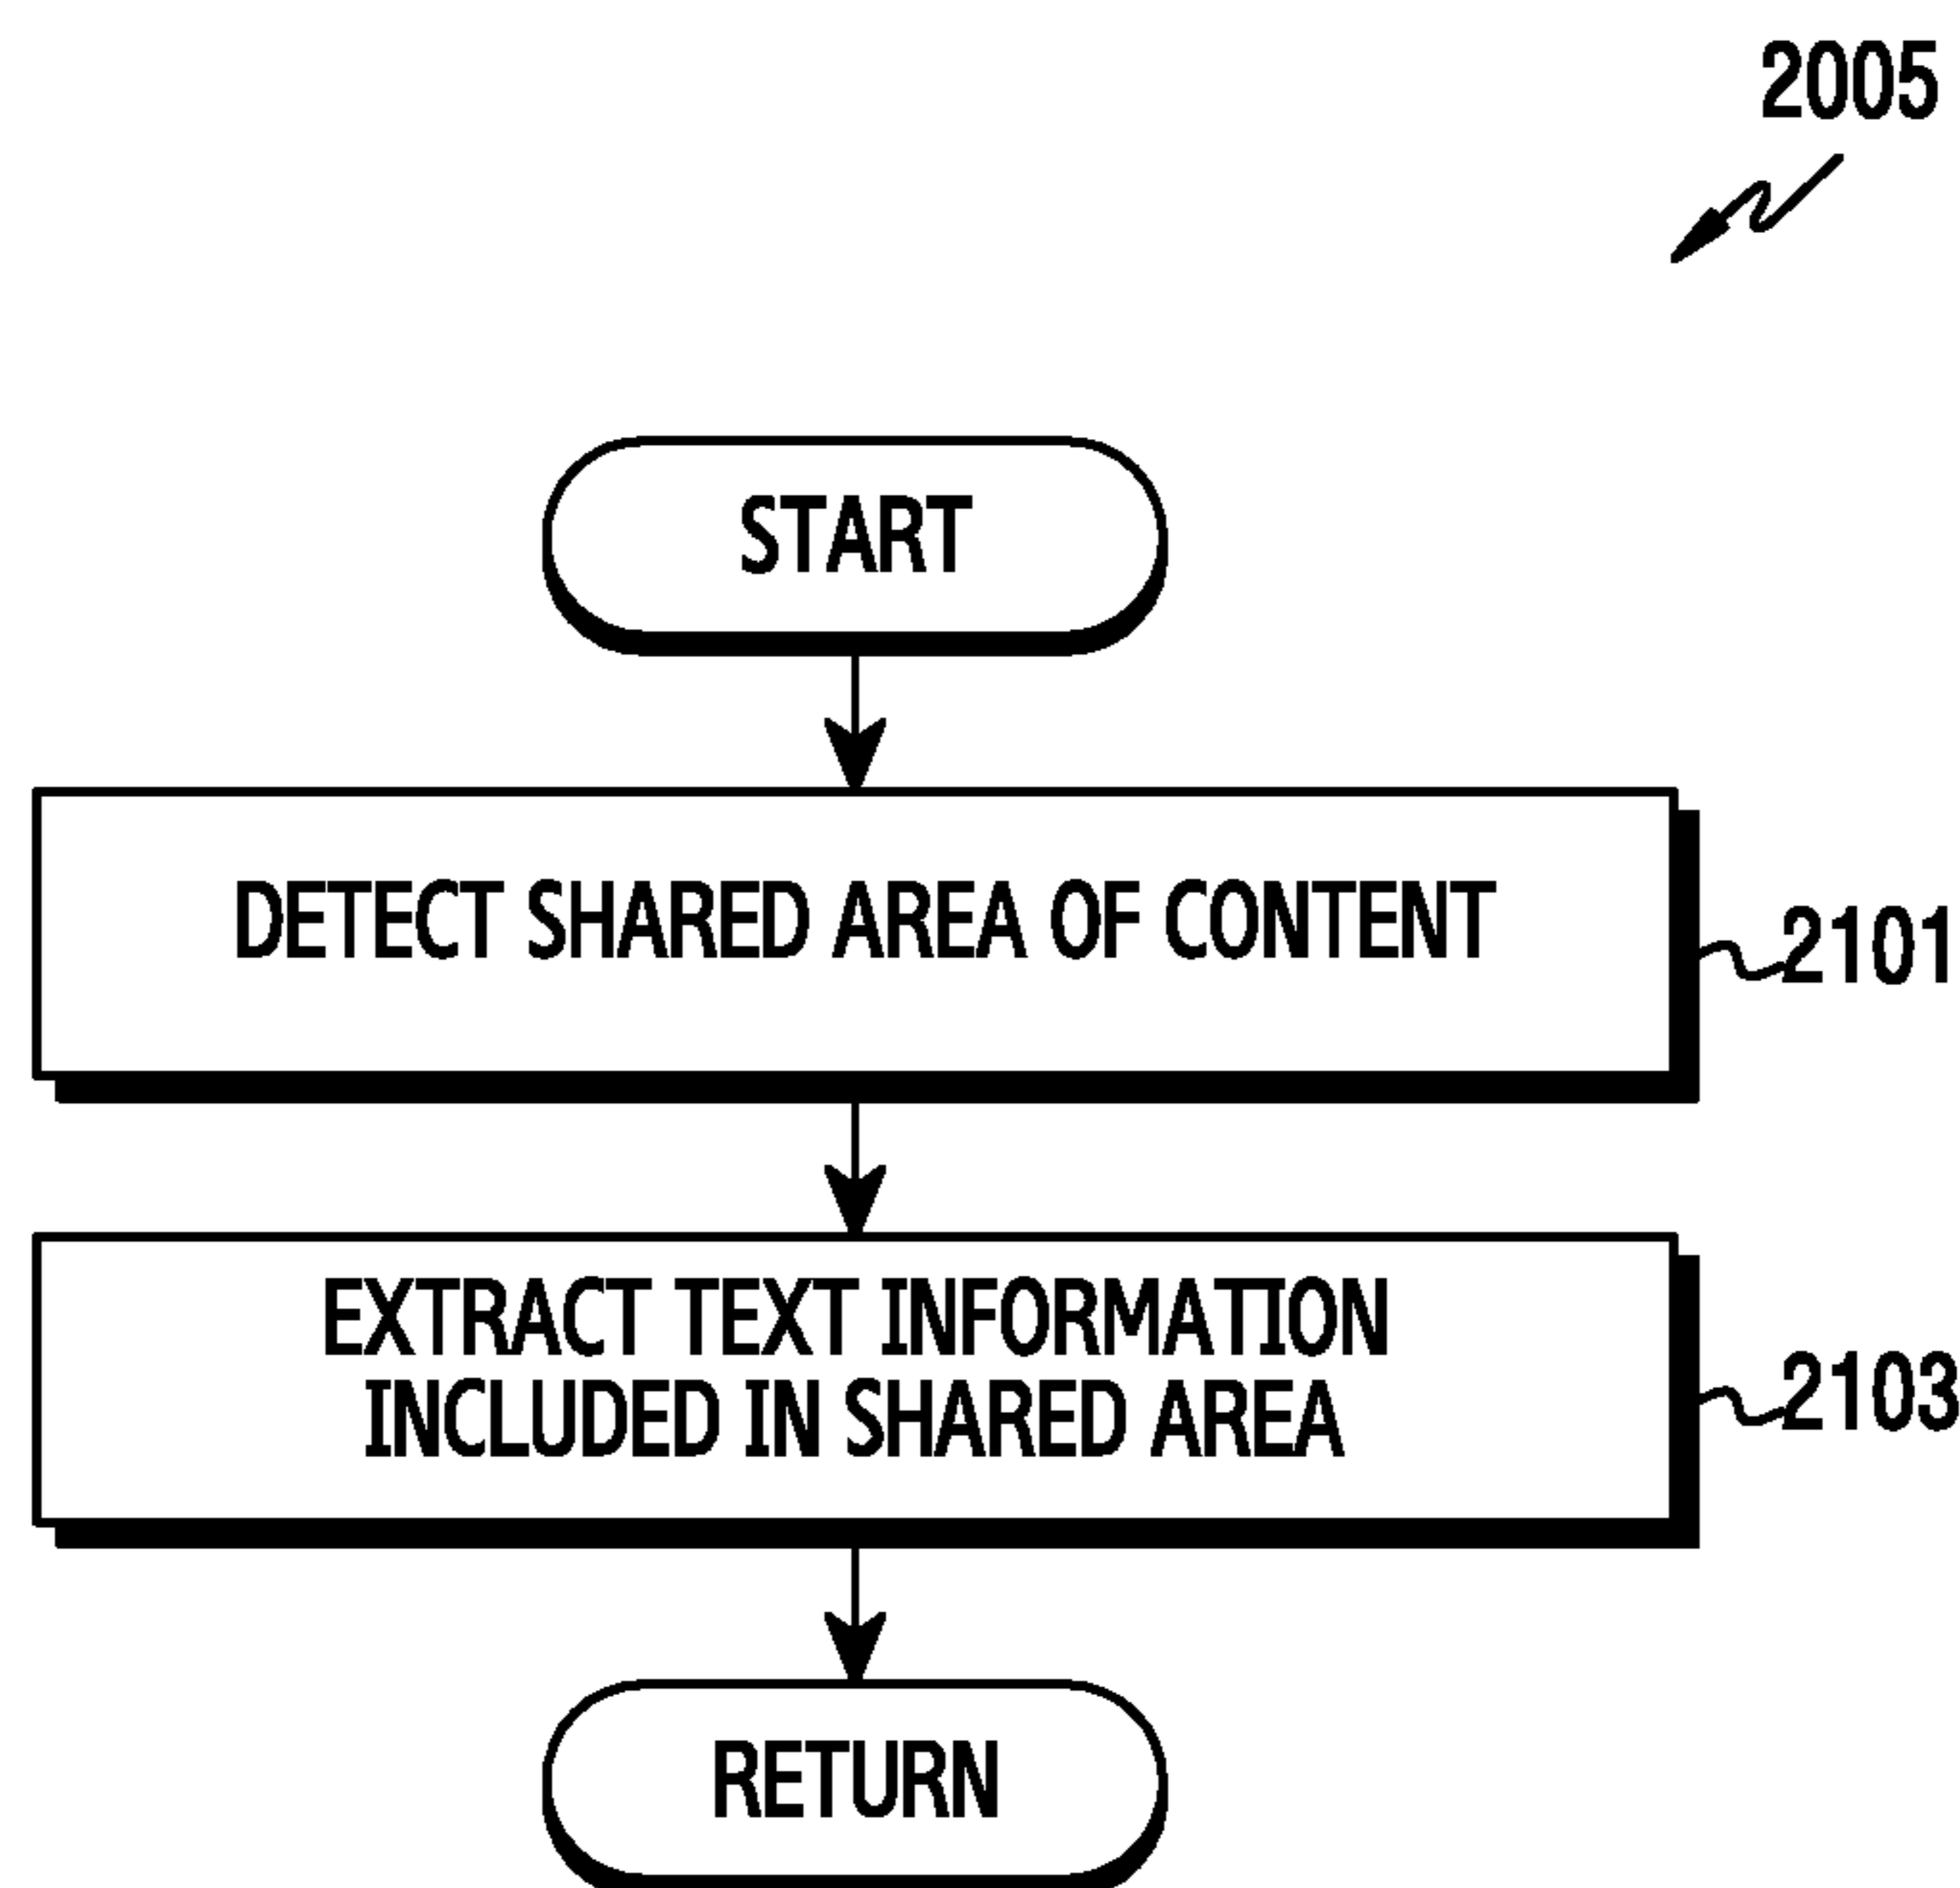 2005
START
DETECT SHARED AREA OF CONTENT
2101
EXTRACT TEXT INFORMATION
INCLUDED IN SHARED AREA
2103
RETURN